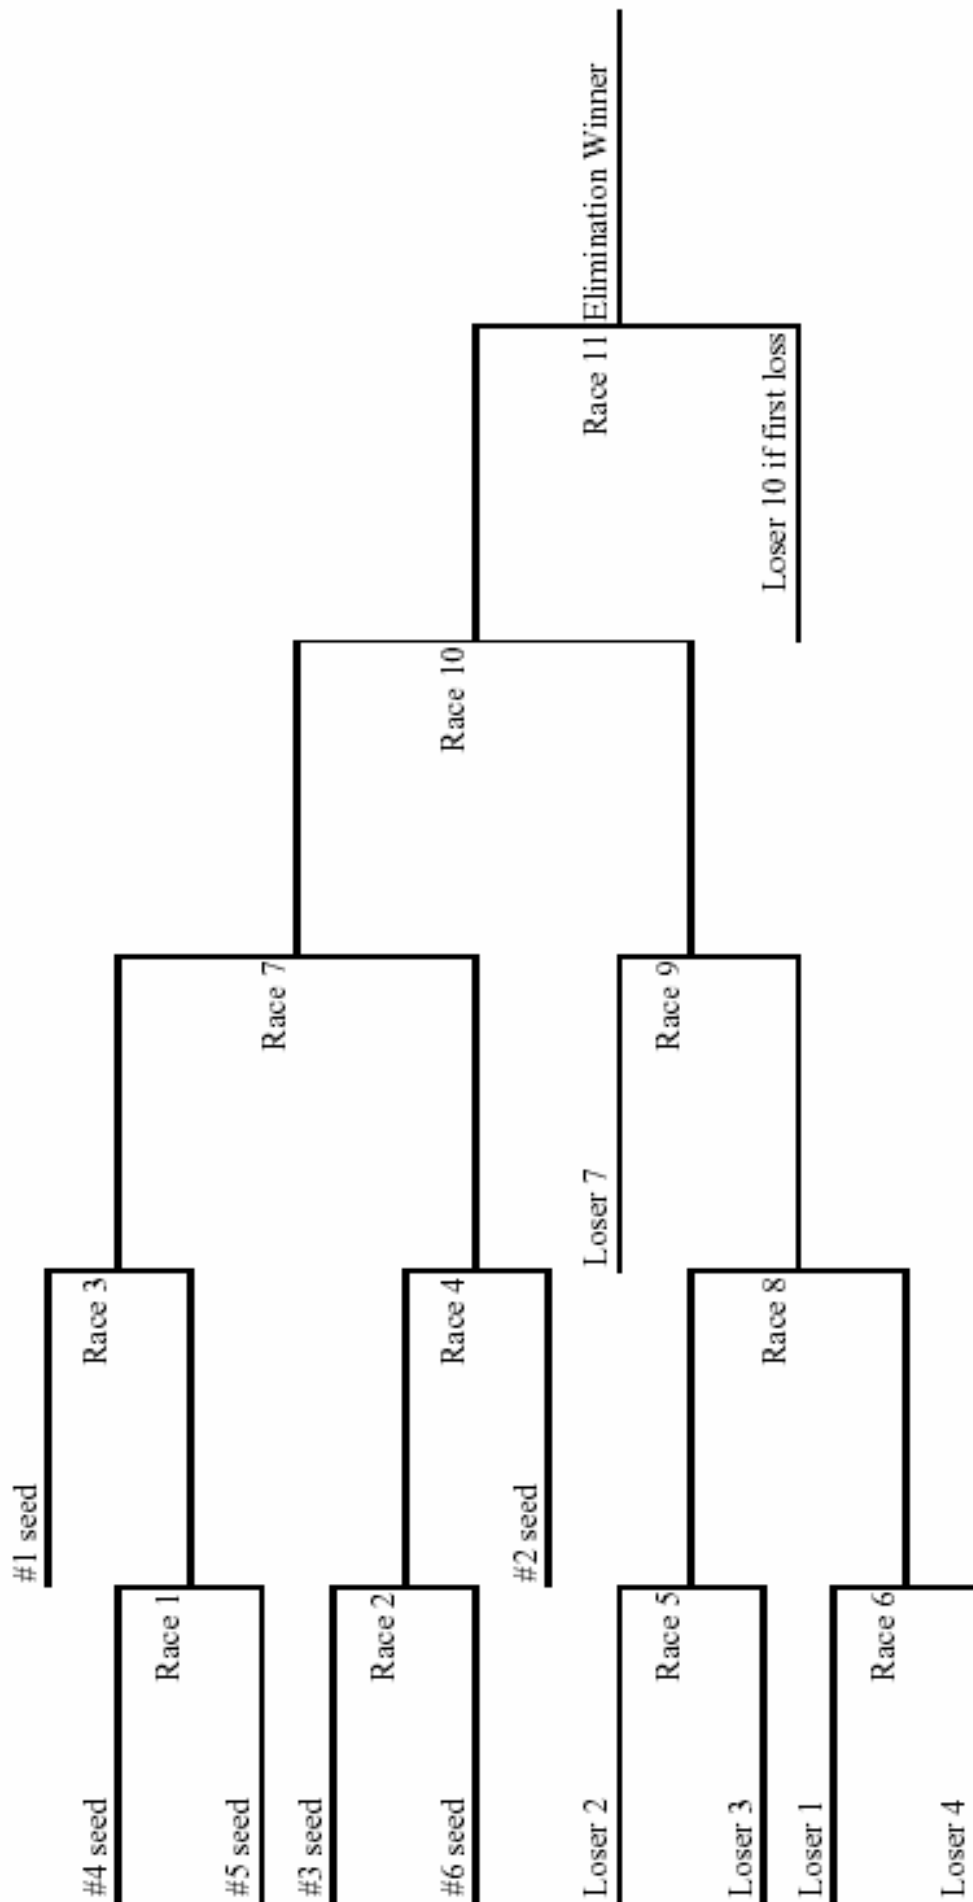 #4 seed
#5 seed
#3 seed
#6 seed
Loser 2
Loser 3
Loser 1
Loser 4
Race 1
Race 2
Race 5
Race 6
#1 seed
#2 seed
Race 3
Race 4
Race 8
Loser 7
Race 7
Race 9
Race 10
Loser 10 if first loss
Race 11
Elimination Winner